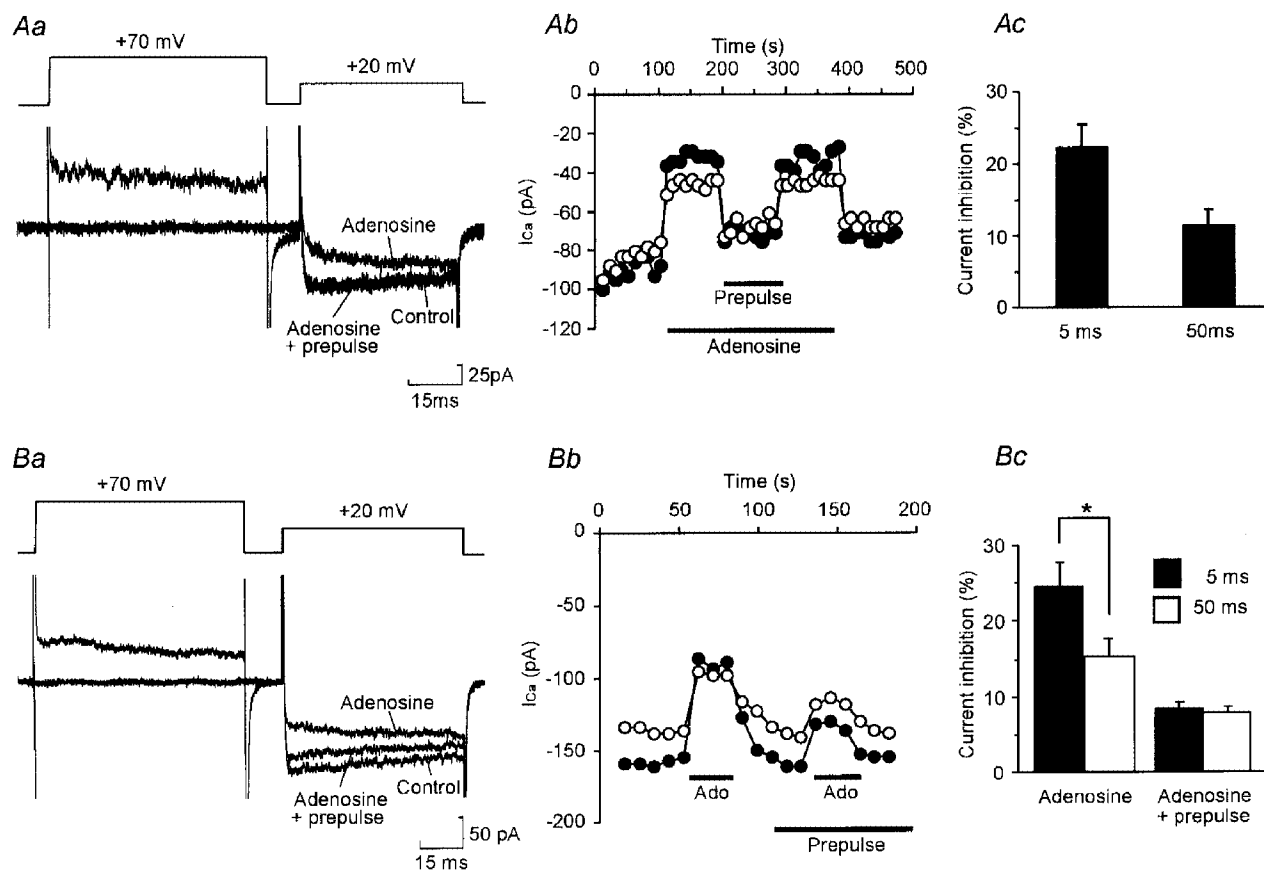 Aa
+70 mV
+20 mV
Adenosine
Control
Adenosine
+ prepulse
25pA
15ms
Ab
Time (s)
0 100 200 300 400 500
0
-20
-40
-60
-80
-100
-120
ICa (pA)
Prepulse
Adenosine
Ac
Current inhibition (%)
30
20
10
0
5 ms
50ms
Ba
+70 mV
+20 mV
Adenosine
Control
Adenosine
+ prepulse
50 pA
15 ms
Bb
Time (s)
0 50 100 150 200
0
-50
-100
-150
-200
ICa (pA)
Ado
Ado
Prepulse
Bc
*
5 ms
50 ms
Current inhibition (%)
30
20
10
0
Adenosine
Adenosine
+ prepulse